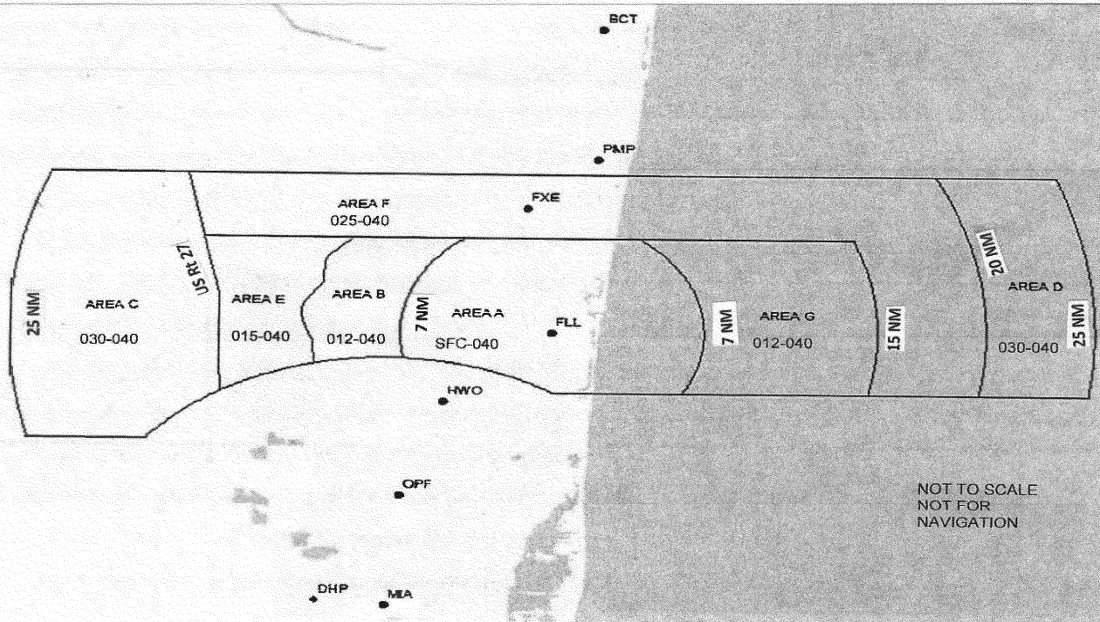 BCT
PMP
FXE
AREA F
025-040
US Rt 27
20 NM
25 NM
AREA C
030-040
AREA E
015-040
AREA B
012-040
7 NM
AREA A
SFC-040
FLL
7 NM
AREA G
012-040
15 NM
AREA D
030-040
25 NM
HWO
OPF
NOT TO SCALE
NOT FOR
NAVIGATION
DHP
MIA